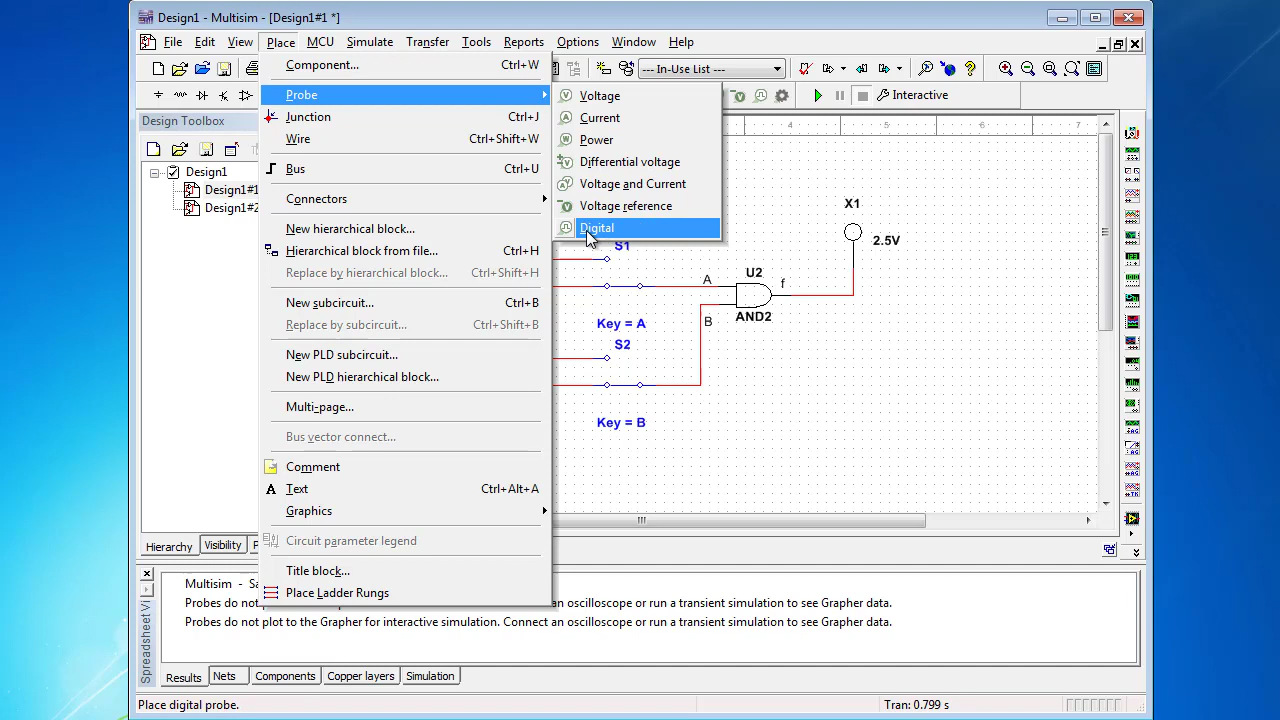 Design1 - Multisim - [Design1#1 *]
File Edit View Place MCU Simulate Transfer Tools Reports Options Window Help
--- In-Use List ---
Interactive
Design Toolbox
Design1
Design1#1
Design1#2
Component... Ctrl+W
Probe
Junction Ctrl+J
Wire Ctrl+Shift+W
Bus Ctrl+U
Connectors
New hierarchical block...
Hierarchical block from file... Ctrl+H
Replace by hierarchical block... Ctrl+Shift+H
New subcircuit... Ctrl+B
Replace by subcircuit... Ctrl+Shift+B
New PLD subcircuit...
New PLD hierarchical block...
Multi-page...
Bus vector connect...
Comment
Text Ctrl+Alt+A
Graphics
Circuit parameter legend
Title block...
Place Ladder Rungs
Voltage
Current
Power
Differential voltage
Voltage and Current
Voltage reference
Digital
4 5 6 7
X1
2.5V
S1
A
U2
f
Key = A
B
AND2
S2
Key = B
Hierarchy Visibility
Multisim -
Probes do not an oscilloscope or run a transient simulation to see Grapher data.
Probes do not plot to the Grapher for interactive simulation. Connect an oscilloscope or run a transient simulation to see Grapher data.
Spreadsheet Vi
Results Nets Components Copper layers Simulation
Place digital probe. Tran: 0.799 s